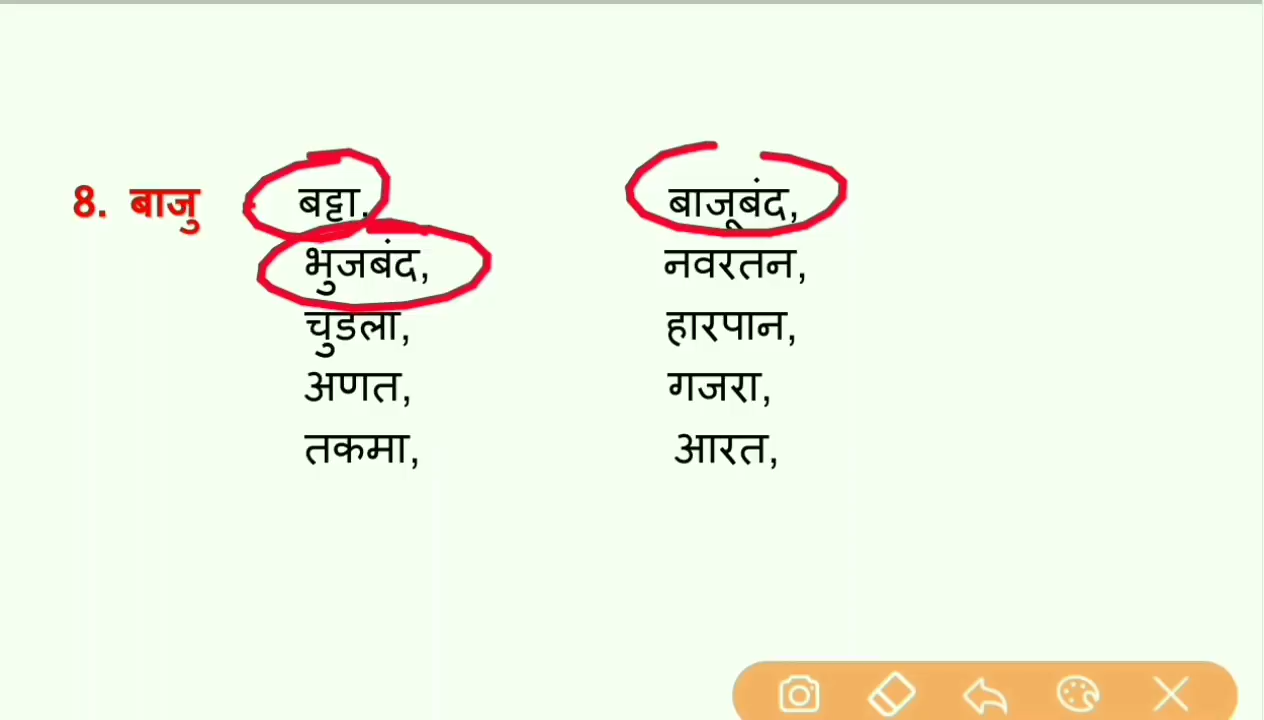 8. बाजु बट्टा. बाजूबंद,
भुजबंद, नवरतन,
चुडला, हारपान,
अणत, गजरा,
तकमा, आरत,